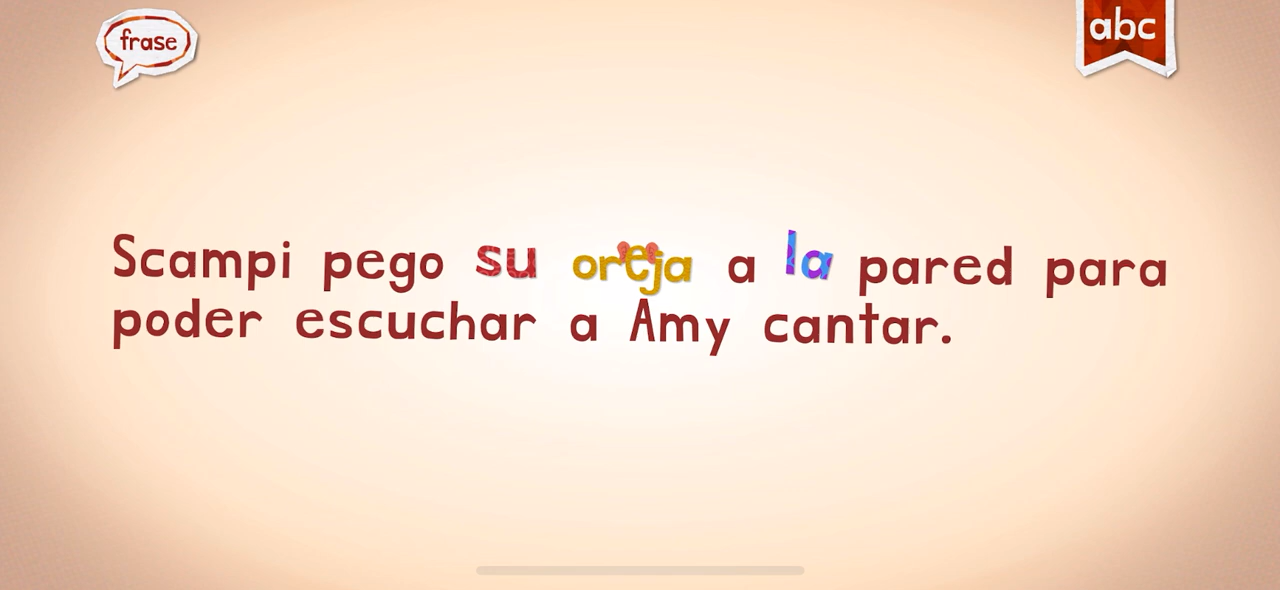 frase
abc
Scampi pego su oreja a la pared para
poder escuchar a Amy cantar.